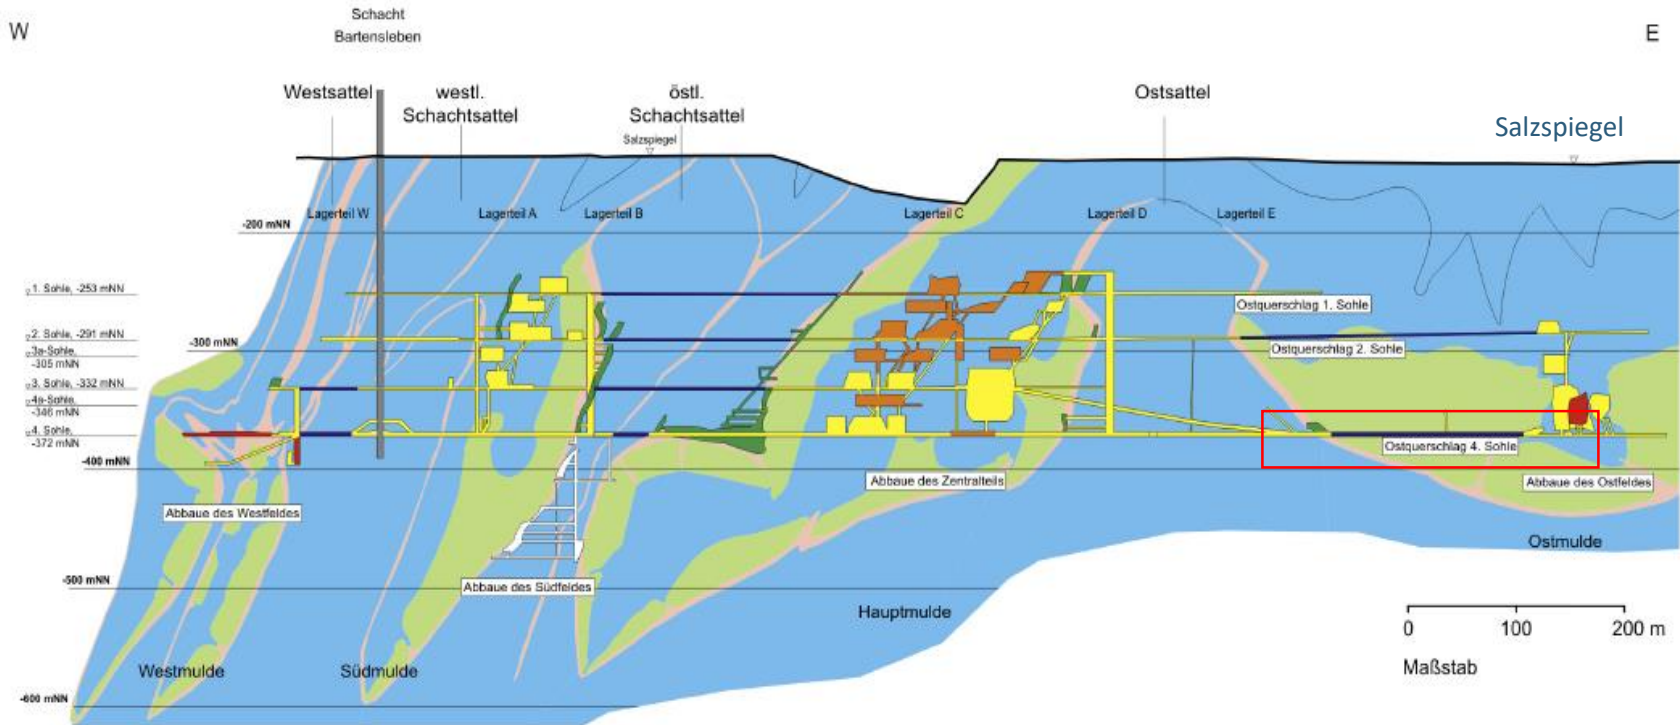 W
Schacht
Bartensleben
E
Westsattel
westl.
Schachtsattel
östl.
Schachtsattel
Ostsattel
Salzspiegel
Salzspiegel
Lagerteil W
Lagerteil A
Lagerteil B
Lagerteil C
Lagerteil D
Lagerteil E
-200 mNN
1. Sohle, -253 mNN
Ostquerschlag 1. Sohle
2. Sohle, -291 mNN
-300 mNN
Ostquerschlag 2. Sohle
3a-Sohle,
-305 mNN
3. Sohle, -332 mNN
4a-Sohle,
-346 mNN
4. Sohle,
-372 mNN
Ostquerschlag 4. Sohle
-400 mNN
Abbaue des Zentralteils
Abbaue des Ostfeldes
Abbaue des Westfeldes
Ostmulde
-500 mNN
Abbaue des Südfeldes
Hauptmulde
0 100 200 m
Maßstab
Westmulde
Südmulde
-600 mNN